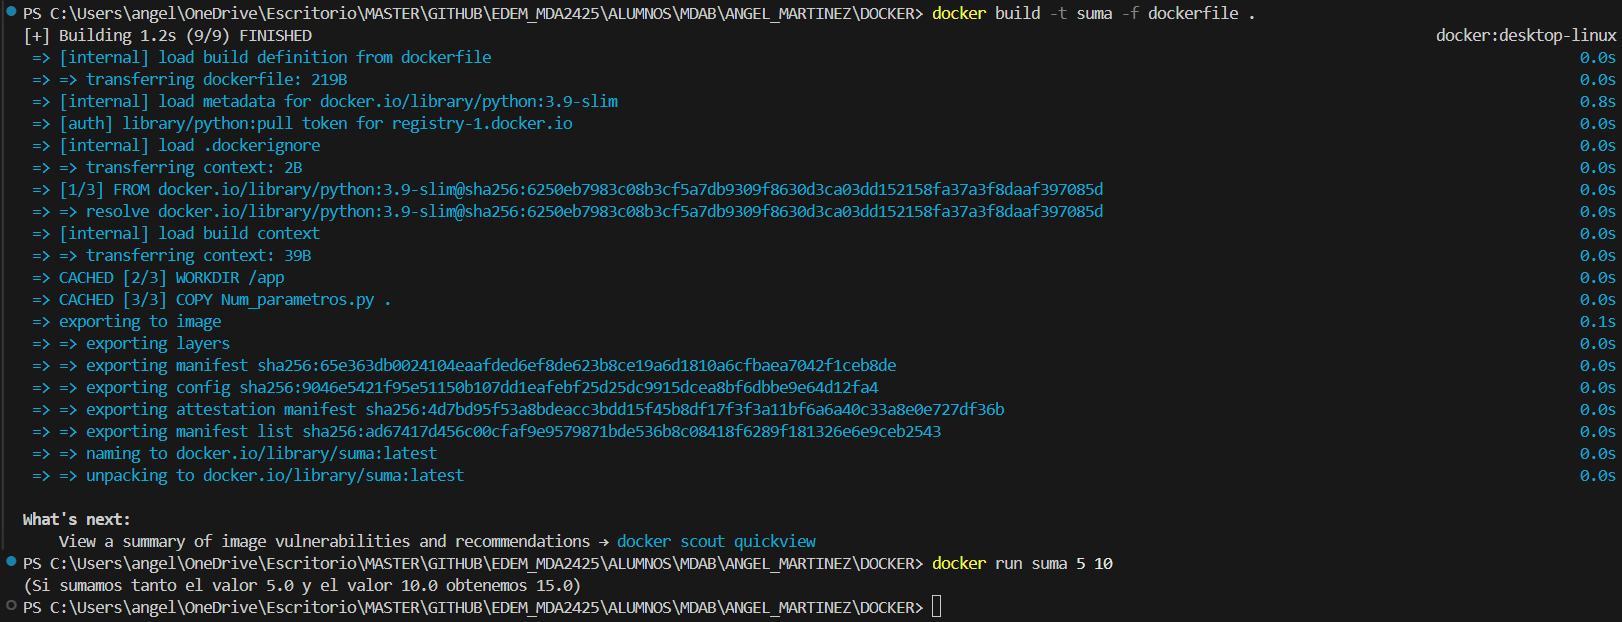 PS C:\Users\angel\OneDrive\Escritorio\MASTER\GITHUB\EDEM_MDA2425\ALUMNOS\MDAB\ANGEL_MARTINEZ\DOCKER> docker build -t suma -f dockerfile .
[+] Building 1.2s (9/9) FINISHED docker:desktop-linux
=> [internal] load build definition from dockerfile 0.0s
=> => transferring dockerfile: 219B 0.0s
=> [internal] load metadata for docker.io/library/python:3.9-slim 0.8s
=> [auth] library/python:pull token for registry-1.docker.io 0.0s
=> [internal] load .dockerignore 0.0s
=> => transferring context: 2B 0.0s
=> [1/3] FROM docker.io/library/python:3.9-slim@sha256:6250eb7983c08b3cf5a7db9309f8630d3ca03dd152158fa37a3f8daaf397085d 0.0s
=> => resolve docker.io/library/python:3.9-slim@sha256:6250eb7983c08b3cf5a7db9309f8630d3ca03dd152158fa37a3f8daaf397085d 0.0s
=> [internal] load build context 0.0s
=> => transferring context: 39B 0.0s
=> CACHED [2/3] WORKDIR /app 0.0s
=> CACHED [3/3] COPY Num_parametros.py . 0.0s
=> exporting to image 0.1s
=> => exporting layers 0.0s
=> => exporting manifest sha256:65e363db0024104eaafded6ef8de623b8ce19a6d1810a6cfbaea7042f1ceb8de 0.0s
=> => exporting config sha256:9046e5421f95e51150b107dd1eafebf25d25dc9915dcea8bf6dbbe9e64d12fa4 0.0s
=> => exporting attestation manifest sha256:4d7bd95f53a8bdeacc3bdd15f45b8df17f3f3a11bf6a6a40c33a8e0e727df36b 0.0s
=> => exporting manifest list sha256:ad67417d456c00cfaf9e9579871bde536b8c08418f6289f181326e6e9ceb2543 0.0s
=> => naming to docker.io/library/suma:latest 0.0s
=> => unpacking to docker.io/library/suma:latest 0.0s
What's next:
View a summary of image vulnerabilities and recommendations → docker scout quickview
PS C:\Users\angel\OneDrive\Escritorio\MASTER\GITHUB\EDEM_MDA2425\ALUMNOS\MDAB\ANGEL_MARTINEZ\DOCKER> docker run suma 5 10
(Si sumamos tanto el valor 5.0 y el valor 10.0 obtenemos 15.0)
PS C:\Users\angel\OneDrive\Escritorio\MASTER\GITHUB\EDEM_MDA2425\ALUMNOS\MDAB\ANGEL_MARTINEZ\DOCKER>